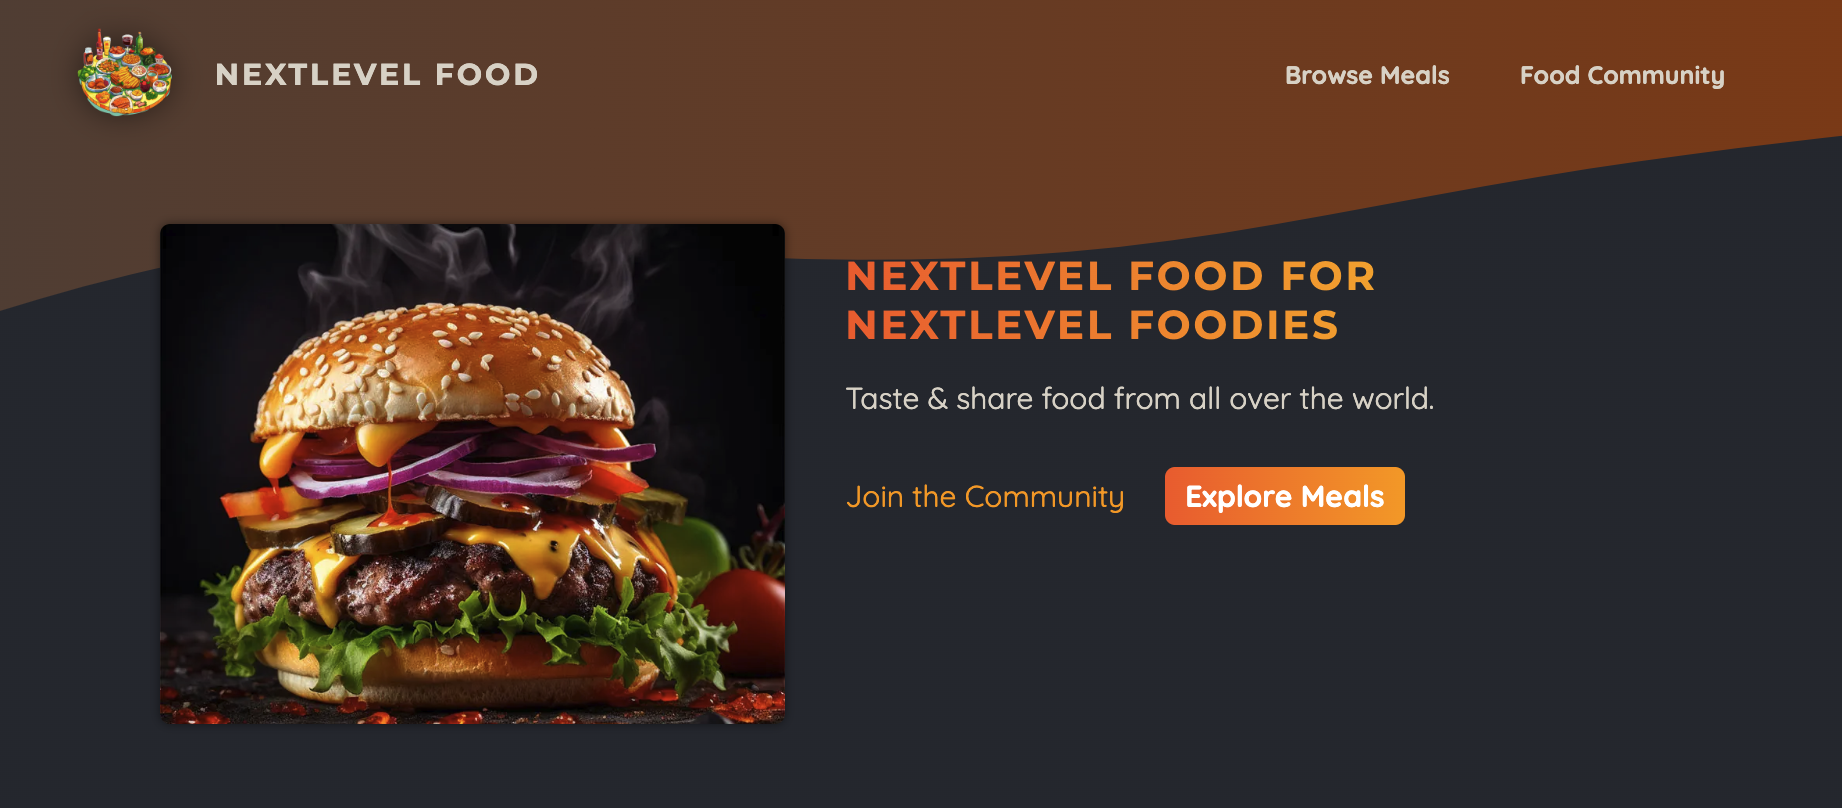 NEXTLEVEL FOOD
Browse Meals
Food Community
NEXTLEVEL FOOD FOR
NEXTLEVEL FOODIES
Taste & share food from all over the world.
Join the Community
Explore Meals